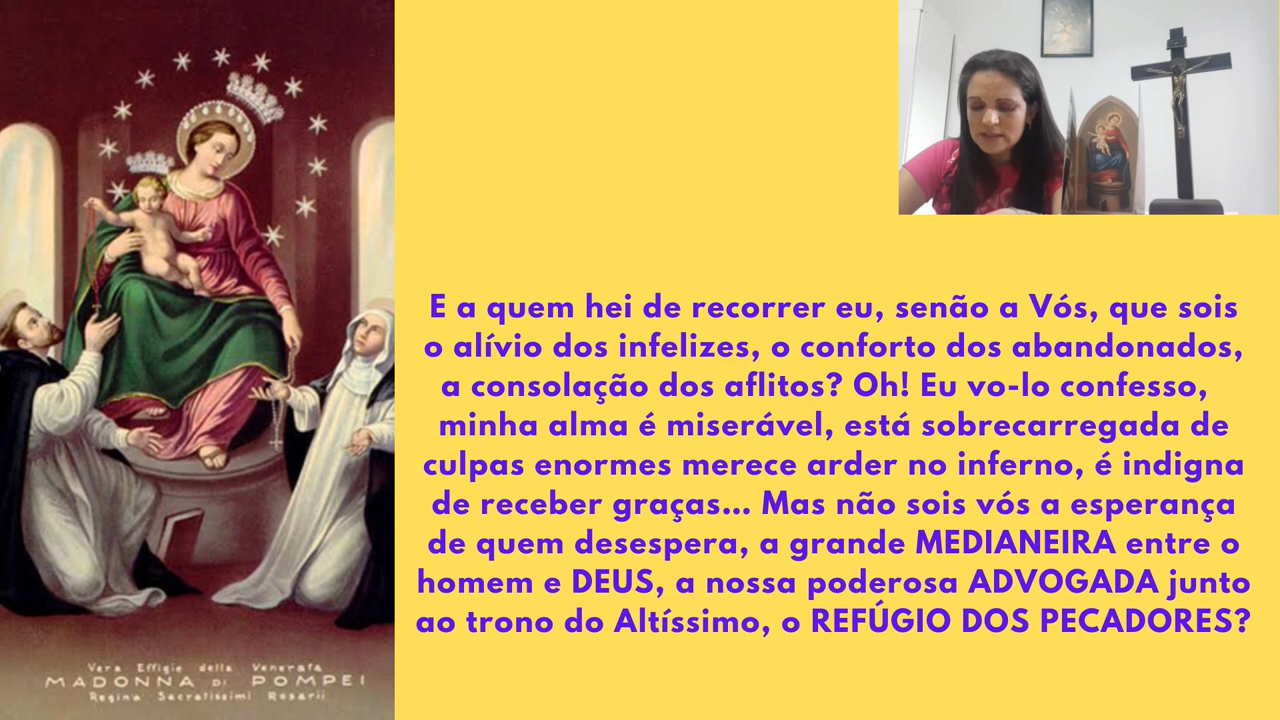 E a quem hei de recorrer eu, senão a Vós, que sois
o alívio dos infelizes, o conforto dos abandonados,
a consolação dos aflitos? Oh! Eu vo-lo confesso,
minha alma é miserável, está sobrecarregada de
culpas enormes merece arder no inferno, é indigna
de receber graças... Mas não sois vós a esperança
de quem desespera, a grande MEDIANEIRA entre o
homem e DEUS, a nossa poderosa ADVOGADA junto
ao trono do Altíssimo, o REFÚGIO DOS PECADORES?
Vera Effigie della Venerata
MADONNA DI POMPEI
Regina Sacratissimi Rosarii